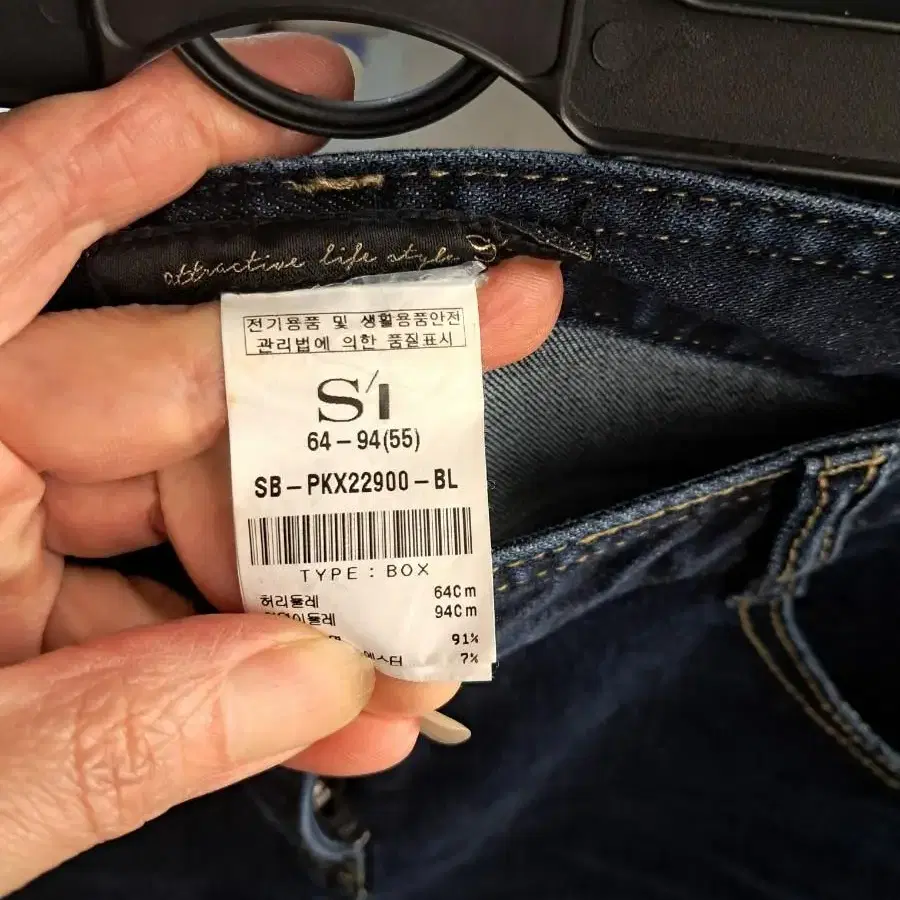 attractive life style
전기용품 및 생활용품안전
관리법에 의한 품질표시
S'I
64-94(55)
SB-PKX22900-BL
TYPE : BOX
허리둘레 64Cm
94Cm
91%
7%